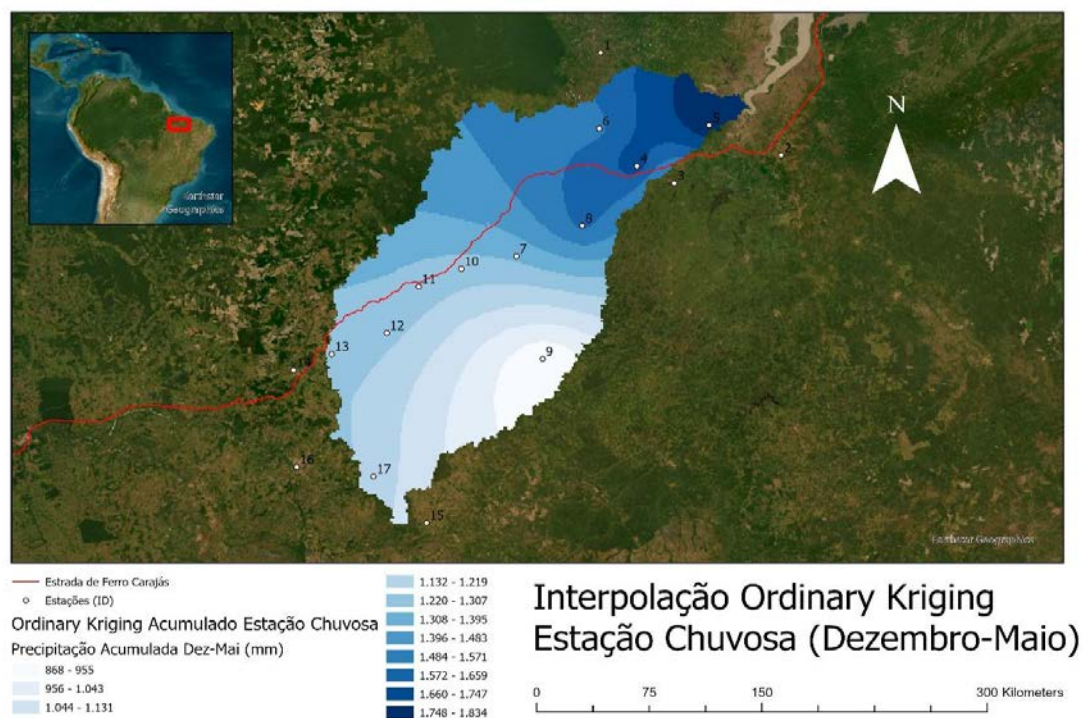 Earthstar
Geographics
N
1
2
3
4
5
6
7
8
9
10
11
12
13
15
16
17
Earthstar Geographics
Estrada de Ferro Carajás
Estações (ID)
Ordinary Kriging Acumulado Estação Chuvosa
Precipitação Acumulada Dez-Mai (mm)
868 - 955
956 - 1.043
1.044 - 1.131
1.132 - 1.219
1.220 - 1.307
1.308 - 1.395
1.396 - 1.483
1.484 - 1.571
1.572 - 1.659
1.660 - 1.747
1.748 - 1.834
Interpolação Ordinary Kriging
Estação Chuvosa (Dezembro-Maio)
0 75 150 300 Kilometers